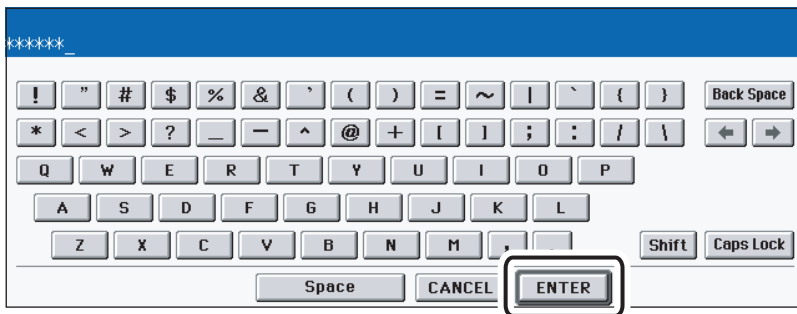 ******_
! " # $ % & ' ( ) = ~ | ` { } Back Space
* < > ? _ - ^ @ + [ ] ; : / \ ← →
Q W E R T Y U I O P
A S D F G H J K L
Z X C V B N M , . Shift Caps Lock
Space CANCEL ENTER